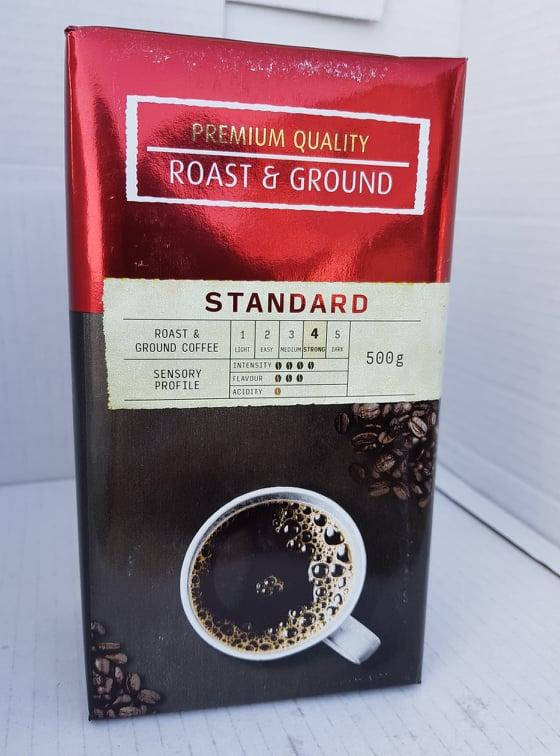 PREMIUM QUALITY
ROAST & GROUND
STANDARD
ROAST &
GROUND COFFEE
1 2 3 4 5
LIGHT EASY MEDIUM STRONG DARK
500g
SENSORY
PROFILE
INTENSITY
FLAVOUR
ACIDITY